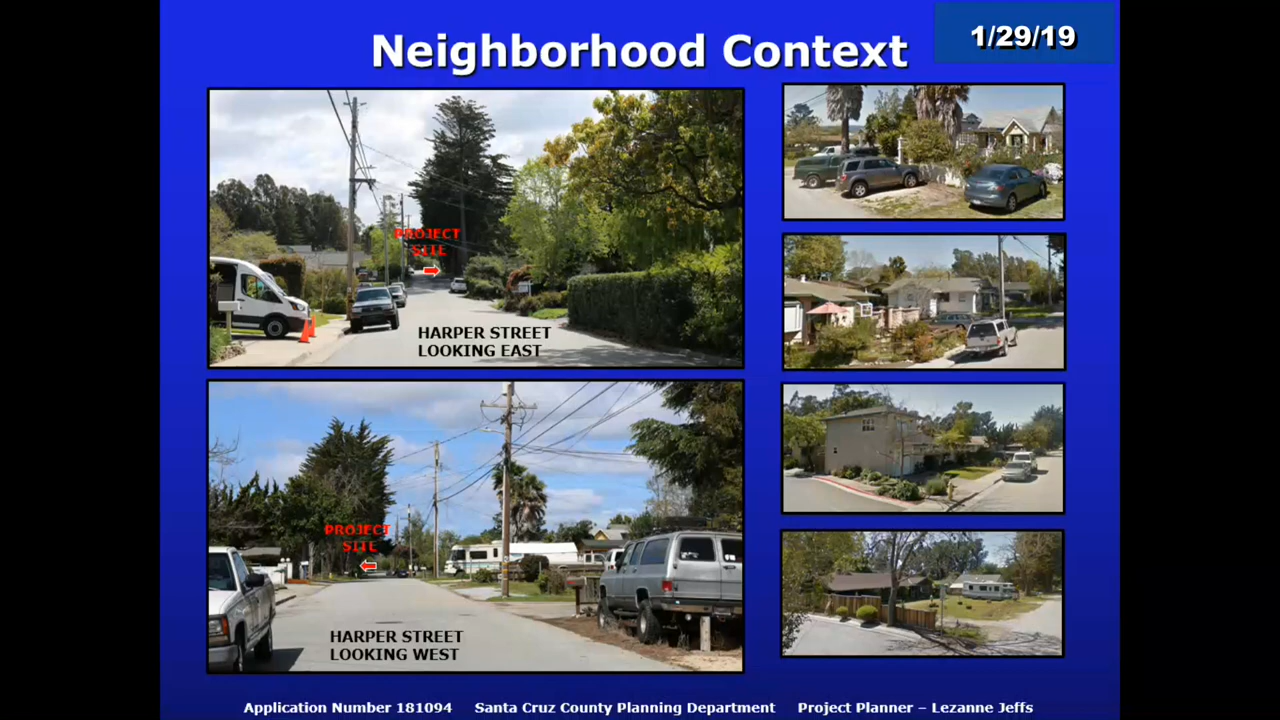 Neighborhood Context
1/29/19
PROJECT
SITE
HARPER STREET
LOOKING EAST
PROJECT
SITE
HARPER STREET
LOOKING WEST
Application Number 181094 Santa Cruz County Planning Department Project Planner – Lezanne Jeffs